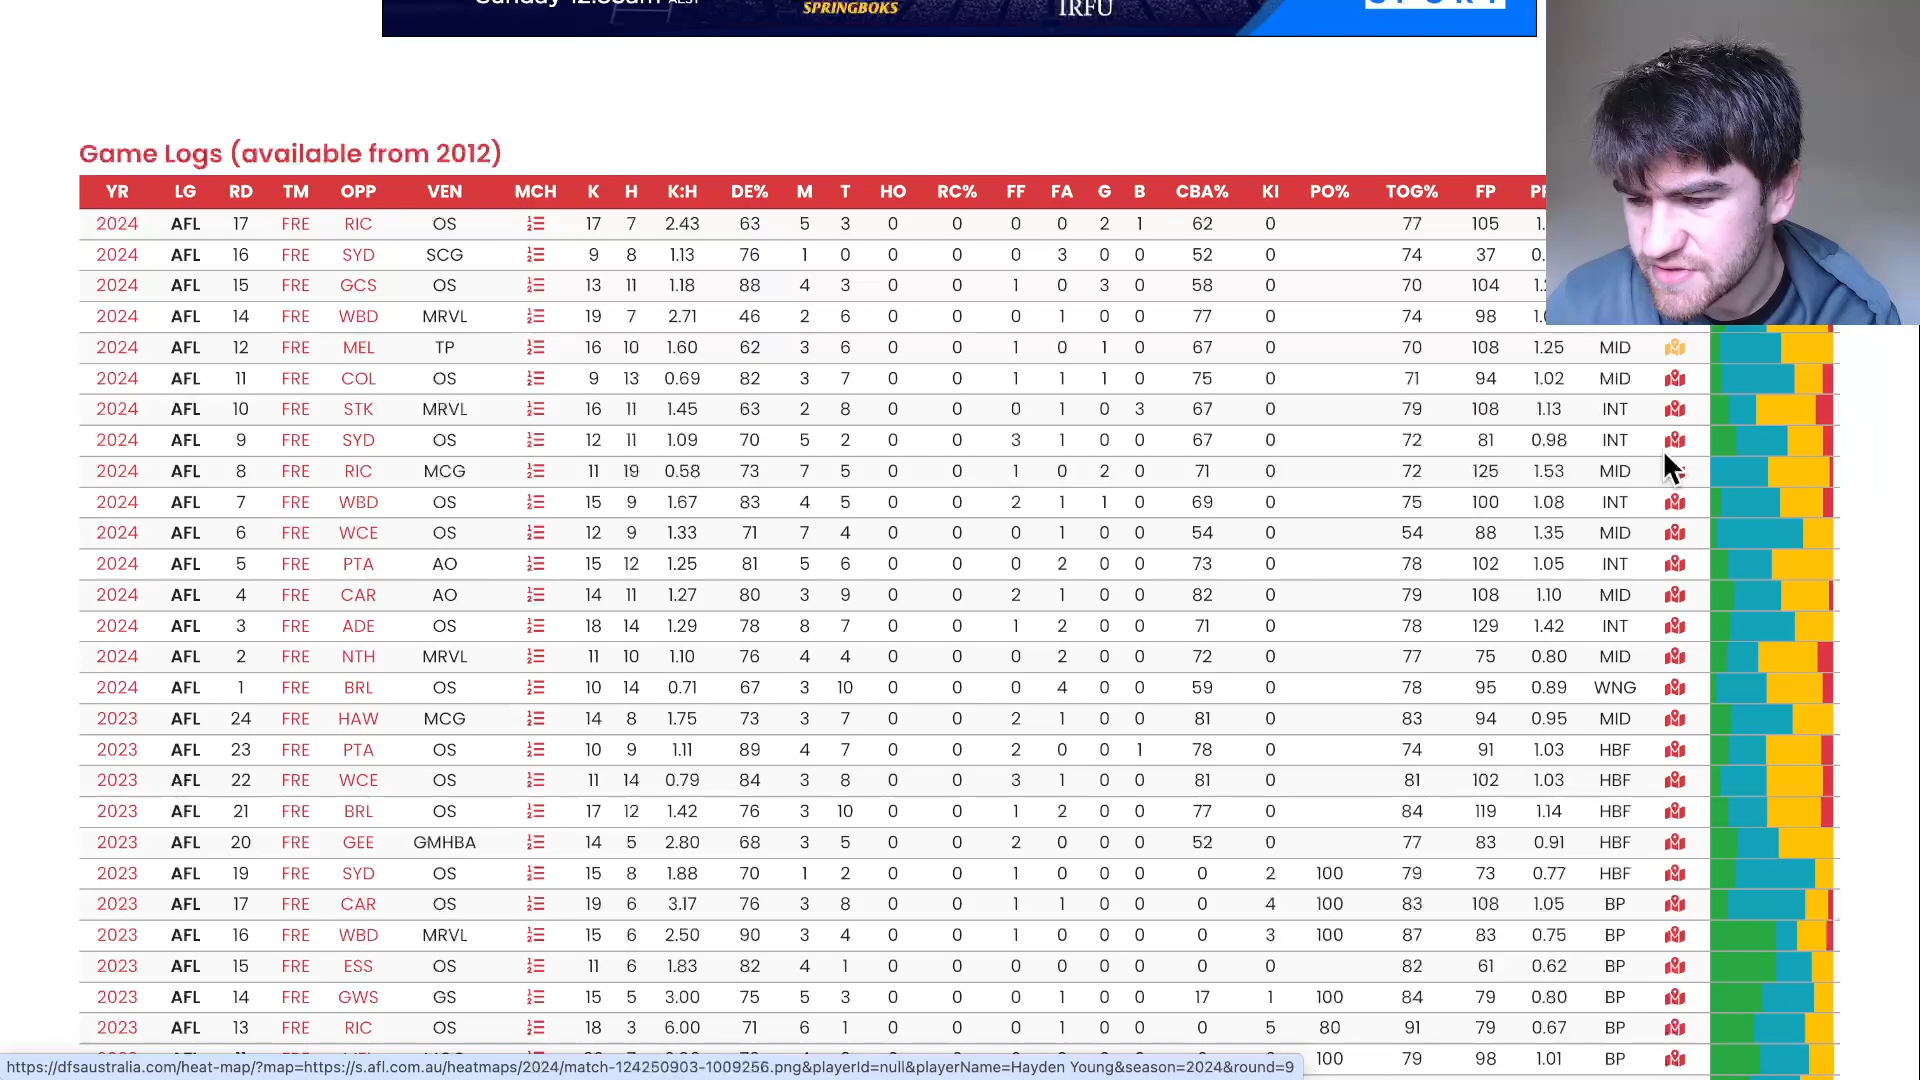 Sunday 12:55am AEST SPRINGBOKS IRFU SPORT
Game Logs (available from 2012)
YR LG RD TM OPP VEN MCH K H K:H DE% M T HO RC% FF FA G B CBA% KI PO% TOG% FP
2024 AFL 17 FRE RIC OS 17 7 2.43 63 5 3 0 0 0 0 2 1 62 0 77 105
2024 AFL 16 FRE SYD SCG 9 8 1.13 76 1 0 0 0 0 3 0 0 52 0 74 37
2024 AFL 15 FRE GCS OS 13 11 1.18 88 4 3 0 0 1 0 3 0 58 0 70 104
2024 AFL 14 FRE WBD MRVL 19 7 2.71 46 2 6 0 0 0 1 0 0 77 0 74 98
2024 AFL 12 FRE MEL TP 16 10 1.60 62 3 6 0 0 1 0 1 0 67 0 70 108 1.25 MID
2024 AFL 11 FRE COL OS 9 13 0.69 82 3 7 0 0 1 1 1 0 75 0 71 94 1.02 MID
2024 AFL 10 FRE STK MRVL 16 11 1.45 63 2 8 0 0 0 1 0 3 67 0 79 108 1.13 INT
2024 AFL 9 FRE SYD OS 12 11 1.09 70 5 2 0 0 3 1 0 0 67 0 72 81 0.98 INT
2024 AFL 8 FRE RIC MCG 11 19 0.58 73 7 5 0 0 1 0 2 0 71 0 72 125 1.53 MID
2024 AFL 7 FRE WBD OS 15 9 1.67 83 4 5 0 0 2 1 1 0 69 0 75 100 1.08 INT
2024 AFL 6 FRE WCE OS 12 9 1.33 71 7 4 0 0 0 1 0 0 54 0 54 88 1.35 MID
2024 AFL 5 FRE PTA AO 15 12 1.25 81 5 6 0 0 0 2 0 0 73 0 78 102 1.05 INT
2024 AFL 4 FRE CAR AO 14 11 1.27 80 3 9 0 0 2 1 0 0 82 0 79 108 1.10 MID
2024 AFL 3 FRE ADE OS 18 14 1.29 78 8 7 0 0 1 2 0 0 71 0 78 129 1.42 INT
2024 AFL 2 FRE NTH MRVL 11 10 1.10 76 4 4 0 0 0 2 0 0 72 0 77 75 0.80 MID
2024 AFL 1 FRE BRL OS 10 14 0.71 67 3 10 0 0 0 4 0 0 59 0 78 95 0.89 WNG
2023 AFL 24 FRE HAW MCG 14 8 1.75 73 3 7 0 0 2 1 0 0 81 0 83 94 0.95 MID
2023 AFL 23 FRE PTA OS 10 9 1.11 89 4 7 0 0 2 0 0 1 78 0 74 91 1.03 HBF
2023 AFL 22 FRE WCE OS 11 14 0.79 84 3 8 0 0 3 1 0 0 81 0 81 102 1.03 HBF
2023 AFL 21 FRE BRL OS 17 12 1.42 76 3 10 0 0 1 2 0 0 77 0 84 119 1.14 HBF
2023 AFL 20 FRE GEE GMHBA 14 5 2.80 68 3 5 0 0 2 0 0 0 52 0 77 83 0.91 HBF
2023 AFL 19 FRE SYD OS 15 8 1.88 70 1 2 0 0 1 0 0 0 0 2 100 79 73 0.77 HBF
2023 AFL 17 FRE CAR OS 19 6 3.17 76 3 8 0 0 1 1 0 0 0 4 100 83 108 1.05 BP
2023 AFL 16 FRE WBD MRVL 15 6 2.50 90 3 4 0 0 1 0 0 0 0 3 100 87 83 0.75 BP
2023 AFL 15 FRE ESS OS 11 6 1.83 82 4 1 0 0 0 0 0 0 0 0 82 61 0.62 BP
2023 AFL 14 FRE GWS GS 15 5 3.00 75 5 3 0 0 0 1 0 0 17 1 100 84 79 0.80 BP
2023 AFL 13 FRE RIC OS 18 3 6.00 71 6 1 0 0 0 1 0 0 0 5 80 91 79 0.67 BP
100 79 98 1.01 BP
https://dfsaustralia.com/heat-map/?map=https://s.afl.com.au/heatmaps/2024/match-124250903-1009256.png&playerId=null&playerName=Hayden Young&season=2024&round=9